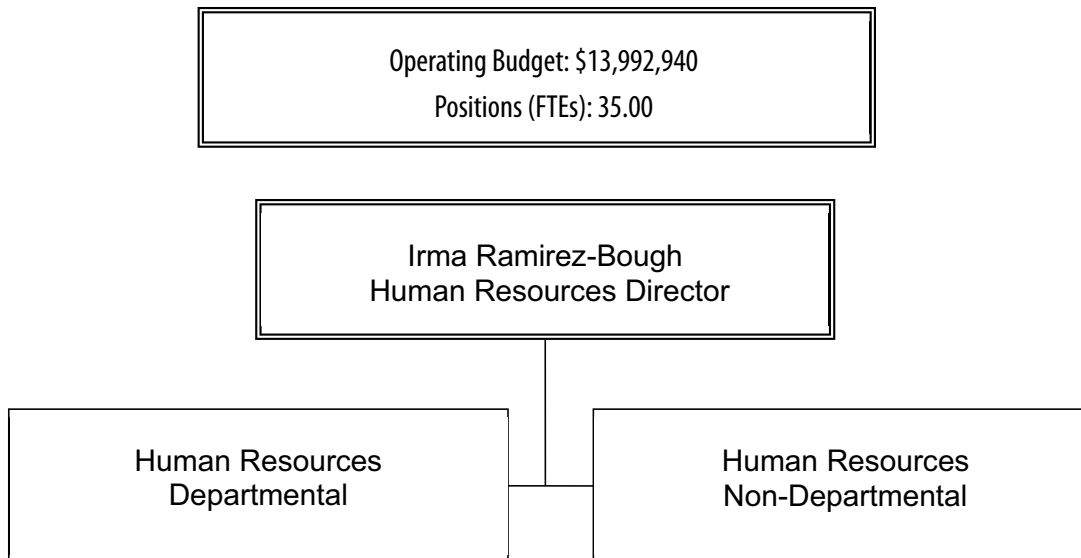 Operating Budget: $13,992,940
Positions (FTEs): 35.00
Irma Ramirez-Bough
Human Resources Director
Human Resources
Departmental
Human Resources
Non-Departmental